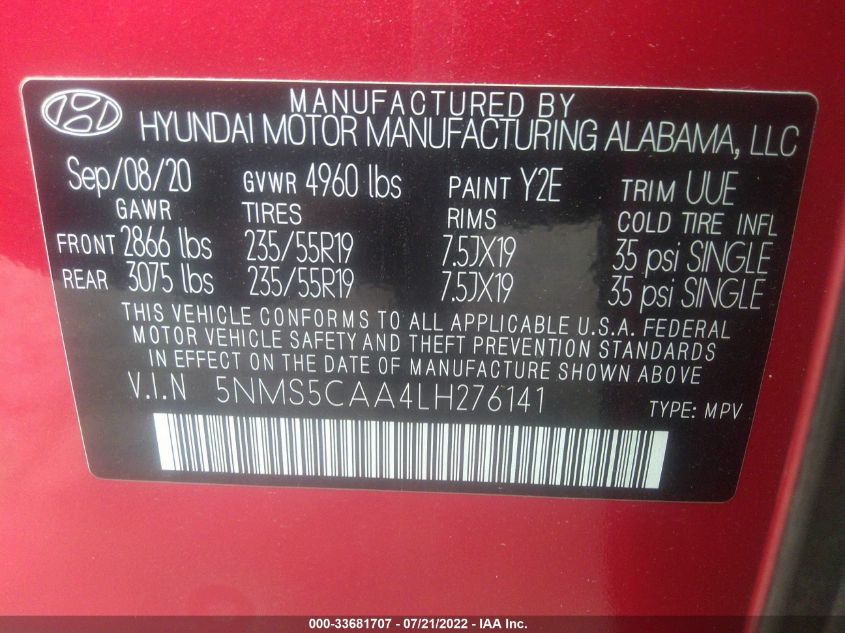 MANUFACTURED BY
HYUNDAI MOTOR MANUFACTURING ALABAMA, LLC
Sep/08/20 GVWR 4960 lbs PAINT Y2E TRIM UUE
GAWR TIRES RIMS COLD TIRE INFL
FRONT 2866 lbs 235/55R19 7.5JX19 35 psi SINGLE
REAR 3075 lbs 235/55R19 7.5JX19 35 psi SINGLE
THIS VEHICLE CONFORMS TO ALL APPLICABLE U.S.A. FEDERAL
MOTOR VEHICLE SAFETY AND THEFT PREVENTION STANDARDS
IN EFFECT ON THE DATE OF MANUFACTURE SHOWN ABOVE.
V.I.N 5NMS5CAA4LH276141 TYPE: MPV
000-33681707 - 07/21/2022 - IAA Inc.